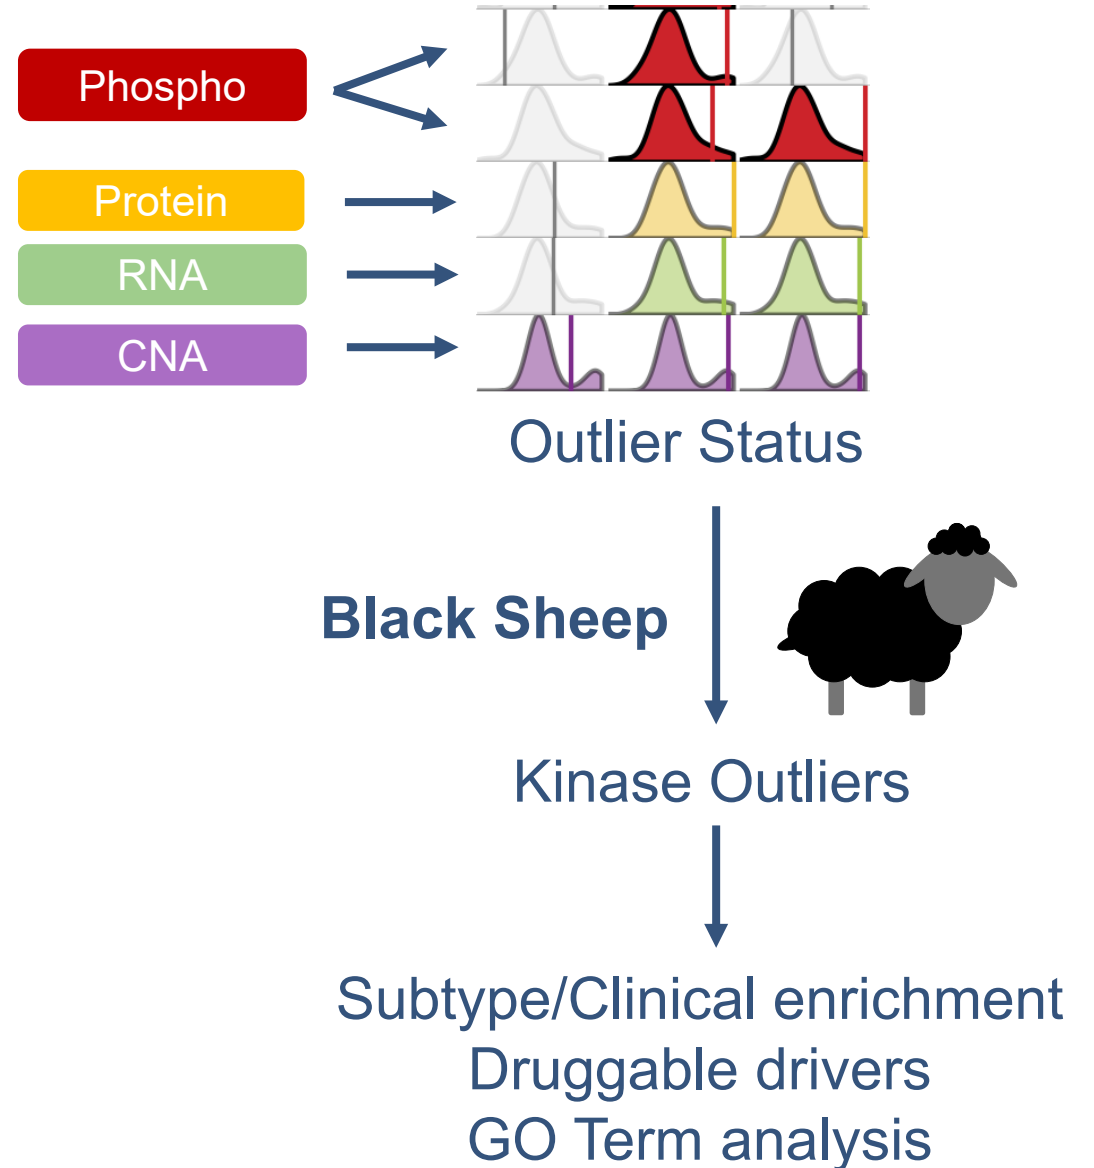 Phospho
Protein
RNA
CNA
Outlier Status
Black Sheep
Kinase Outliers
Subtype/Clinical enrichment
Druggable drivers
GO Term analysis